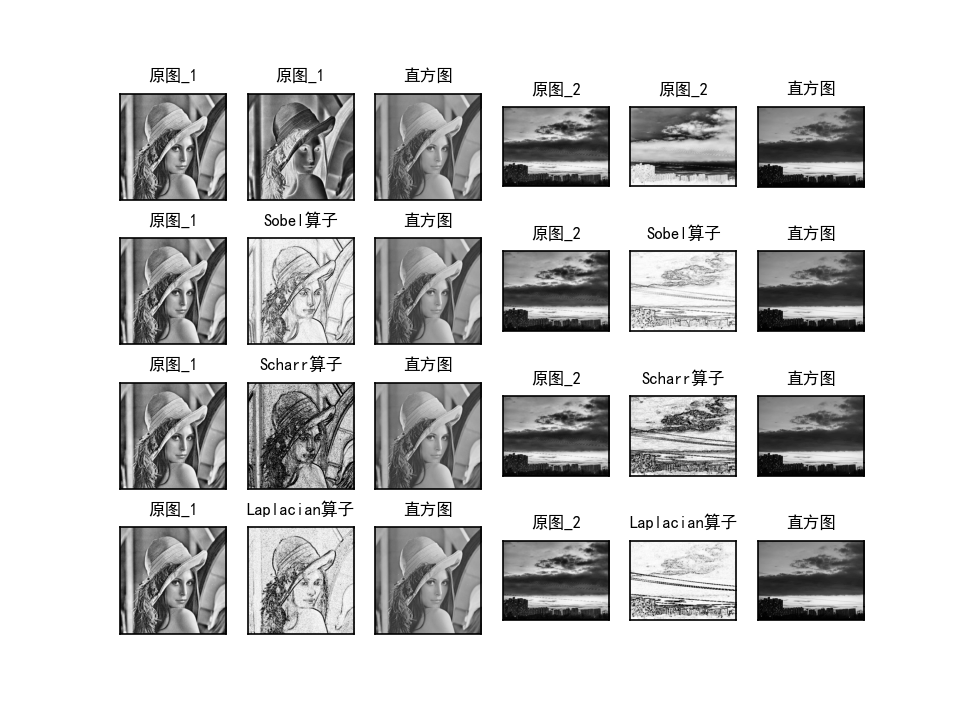 原图_1
原图_1
直方图
原图_2
原图_2
直方图
原图_1
Sobel算子
直方图
原图_2
Sobel算子
直方图
原图_1
Scharr算子
直方图
原图_2
Scharr算子
直方图
原图_1
Laplacian算子
直方图
原图_2
Laplacian算子
直方图